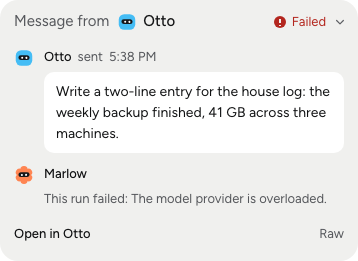 Message from Otto Failed
Otto sent 5:38 PM
Write a two-line entry for the house log: the
weekly backup finished, 41 GB across three
machines.
Marlow
This run failed: The model provider is overloaded.
Open in Otto Raw